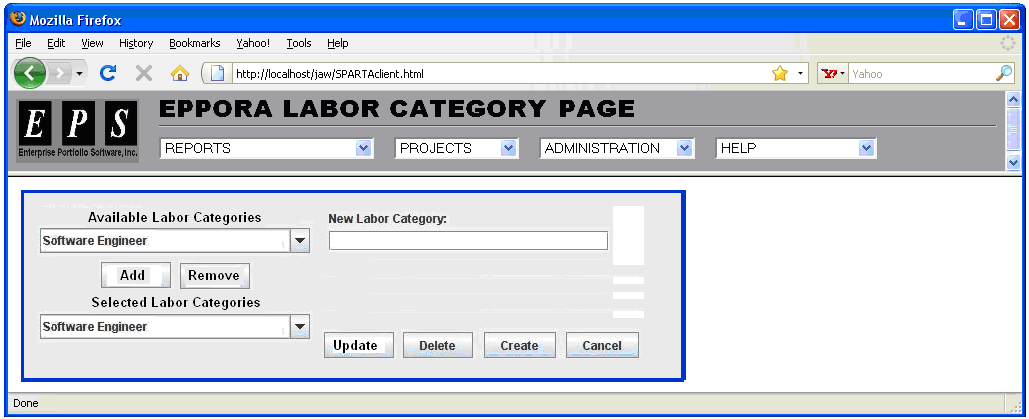 Mozilla Firefox
File Edit View History Bookmarks Yahoo! Tools Help
http://localhost/jaw/SPARTAclient.html
Yahoo
EPPORA LABOR CATEGORY PAGE
E P S
Enterprise Portfolio Software, Inc.
REPORTS PROJECTS ADMINISTRATION HELP
Available Labor Categories
New Labor Category:
Software Engineer
Add Remove
Selected Labor Categories
Software Engineer
Update Delete Create Cancel
Done